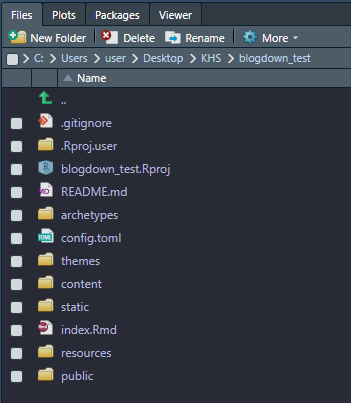 Files Plots Packages Viewer
New Folder Delete Rename More
C: Users user Desktop KHS blogdown_test
Name
..
.gitignore
.Rproj.user
blogdown_test.Rproj
README.md
archetypes
config.toml
themes
content
static
index.Rmd
resources
public